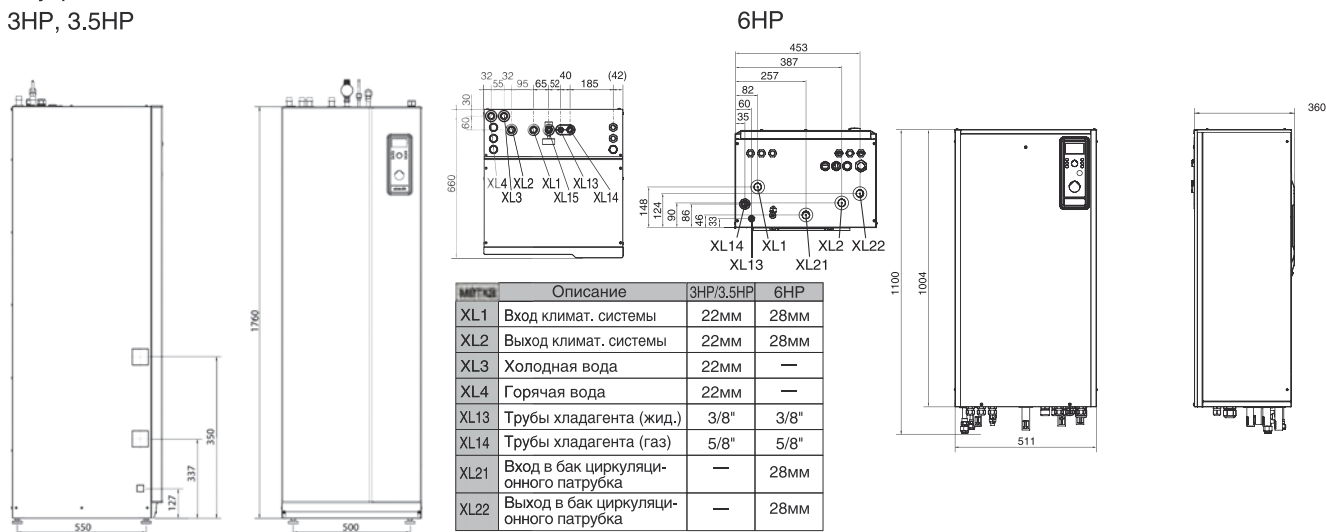 3HP, 3.5HP
6HP
32 55 32 95 65 52 40 185 (42)
30
60
660
XL4 XL2 XL1 XL13
XL3 XL15 XL14
1760
350
337
127
550
500
453
387
257
82
60
35
148
124
90
86
46
33
XL14 XL1 XL2 XL22
XL13 XL21
1100
1004
511
360
метка Описание 3HP/3.5HP 6HP
XL1 Вход климат. системы 22мм 28мм
XL2 Выход климат. системы 22мм 28мм
XL3 Холодная вода 22мм —
XL4 Горячая вода 22мм —
XL13 Трубы хладагента (жид.) 3/8" 3/8"
XL14 Трубы хладагента (газ) 5/8" 5/8"
XL21 Вход в бак циркуляци-
онного патрубка — 28мм
XL22 Выход в бак циркуляци-
онного патрубка — 28мм